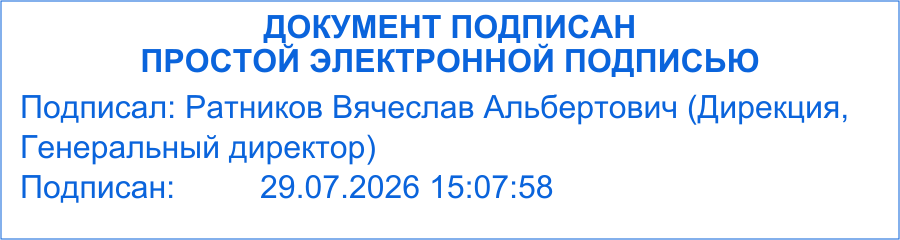 ДОКУМЕНТ ПОДПИСАН
ПРОСТОЙ ЭЛЕКТРОННОЙ ПОДПИСЬЮ
Подписал: Ратников Вячеслав Альбертович (Дирекция,
Генеральный директор)
Подписан: 29.07.2026 15:07:58